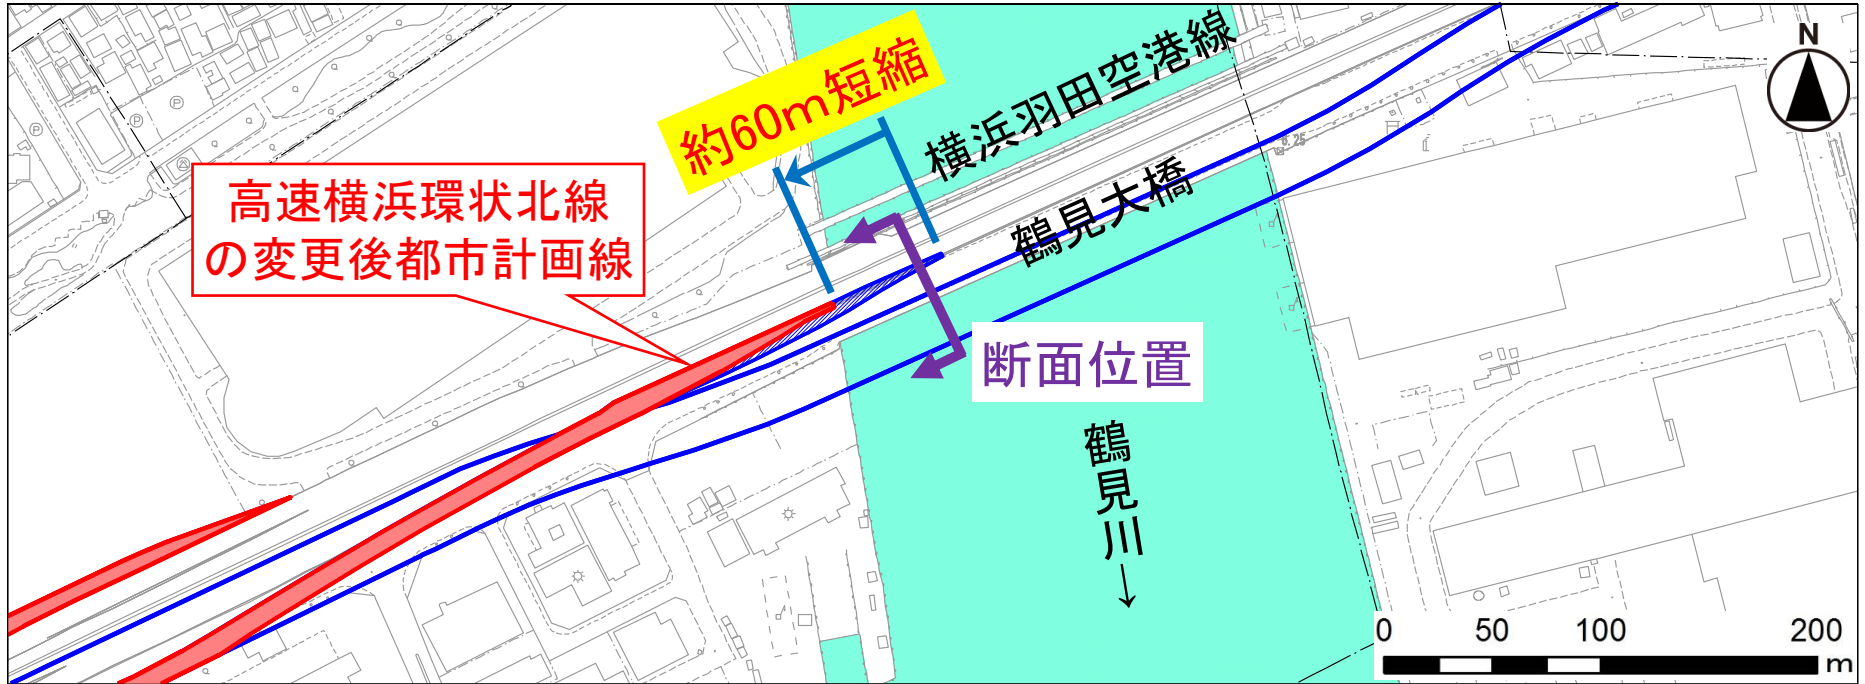 横浜羽田空港線
約60m短縮
N
鶴見大橋
6.25
高速横浜環状北線
の変更後都市計画線
断面位置
鶴見川→
0 50 100 200
m
P
P
P